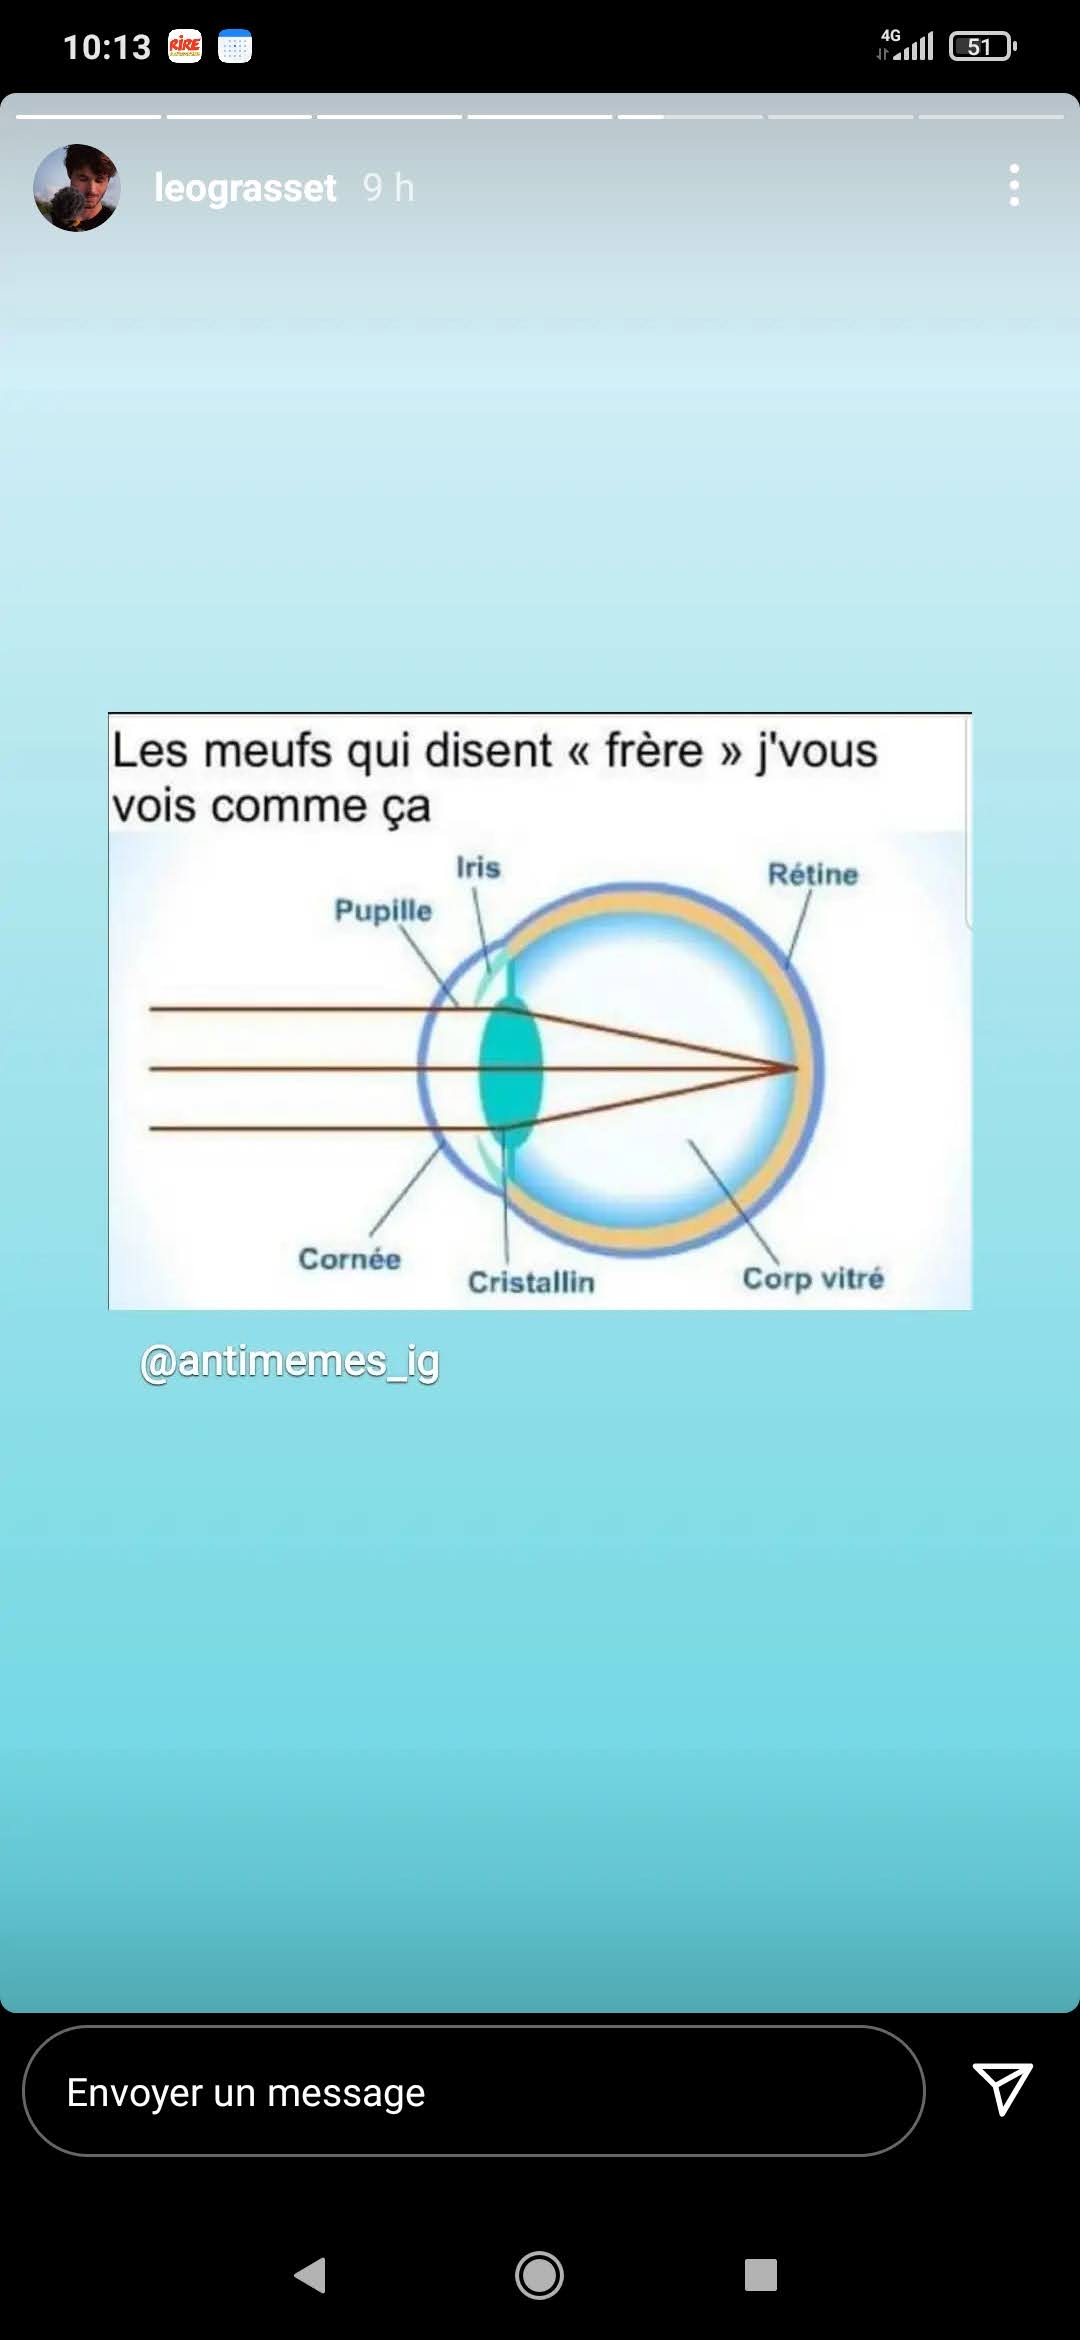 10:13
RiRE
4G
51
leograsset 9 h
Les meufs qui disent « frère » j'vous
vois comme ça
Iris
Rétine
Pupille
Cornée
Cristallin
Corp vitré
@antimemes_ig
Envoyer un message